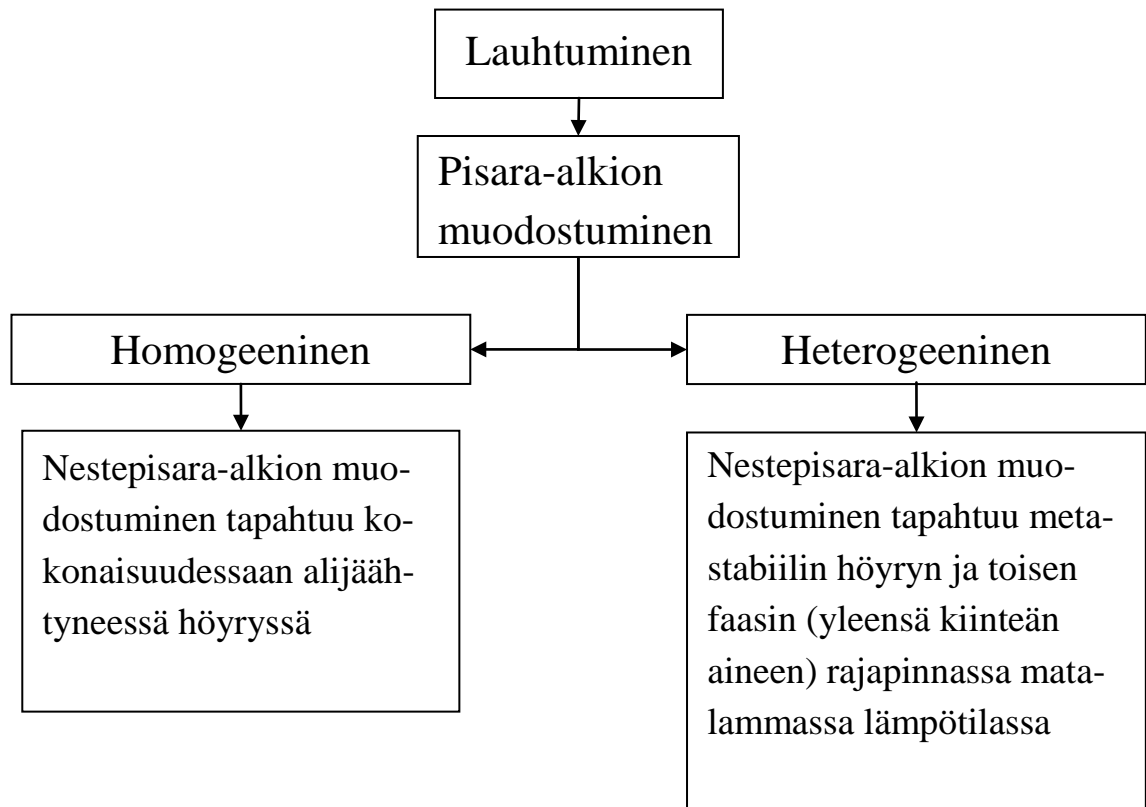 Lauhtuminen
Pisara-alkion
muodostuminen
Homogeeninen
Heterogeeninen
Nestepisara-alkion muo-
dostuminen tapahtuu ko-
konaisuudessaan alijääh-
tyneessä höyryssä
Nestepisara-alkion muo-
dostuminen tapahtuu meta-
stabiilin höyryn ja toisen
faasin (yleensä kiinteän
aineen) rajapinnassa mata-
lammassa lämpötilassa